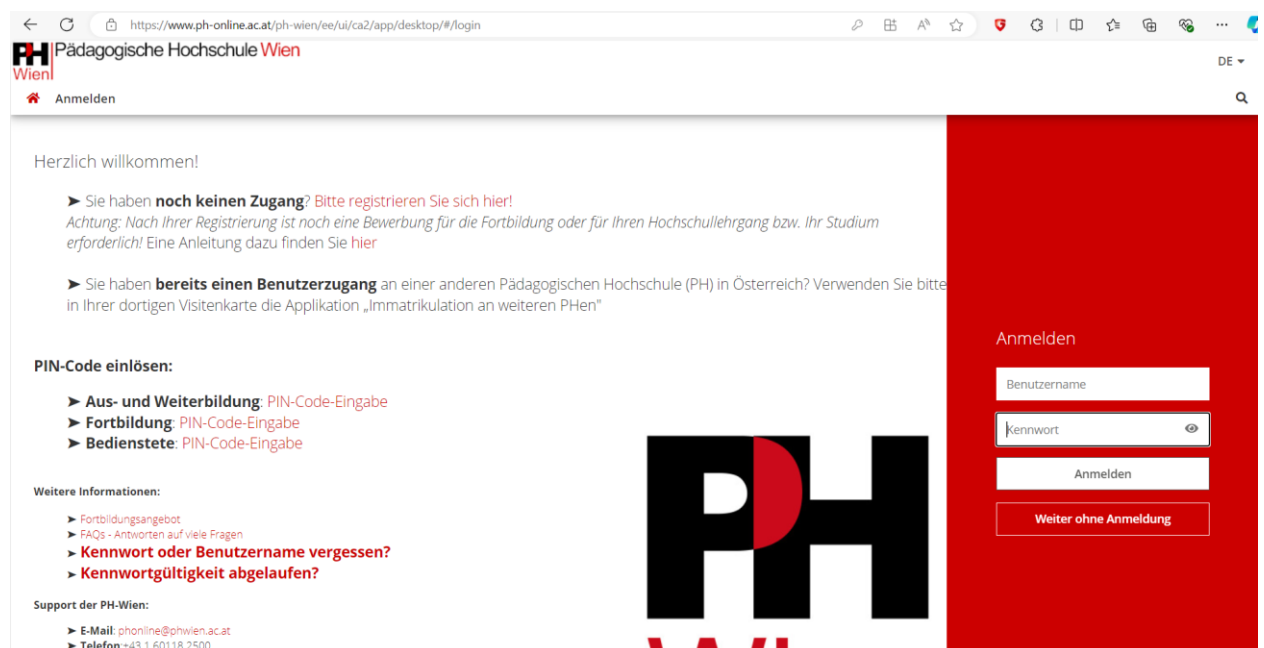 https://www.ph-online.ac.at/ph-wien/ee/ui/ca2/app/desktop/#/login
PH Wien
Pädagogische Hochschule Wien
DE
Anmelden
Herzlich willkommen!
➤ Sie haben noch keinen Zugang? Bitte registrieren Sie sich hier!
Achtung: Nach Ihrer Registrierung ist noch eine Bewerbung für die Fortbildung oder für Ihren Hochschullehrgang bzw. Ihr Studium
erforderlich! Eine Anleitung dazu finden Sie hier
➤ Sie haben bereits einen Benutzerzugang an einer anderen Pädagogischen Hochschule (PH) in Österreich? Verwenden Sie bitte
in Ihrer dortigen Visitenkarte die Applikation „Immatrikulation an weiteren PHen"
PIN-Code einlösen:
➤ Aus- und Weiterbildung: PIN-Code-Eingabe
➤ Fortbildung: PIN-Code-Eingabe
➤ Bedienstete: PIN-Code-Eingabe
Weitere Informationen:
➤ Fortbildungsangebot
➤ FAQs - Antworten auf viele Fragen
➤ Kennwort oder Benutzername vergessen?
➤ Kennwortgültigkeit abgelaufen?
Support der PH-Wien:
➤ E-Mail: phonline@phwien.ac.at
➤ Telefon:+43 1 60118 2500
PH
Anmelden
Benutzername
Kennwort
Anmelden
Weiter ohne Anmeldung